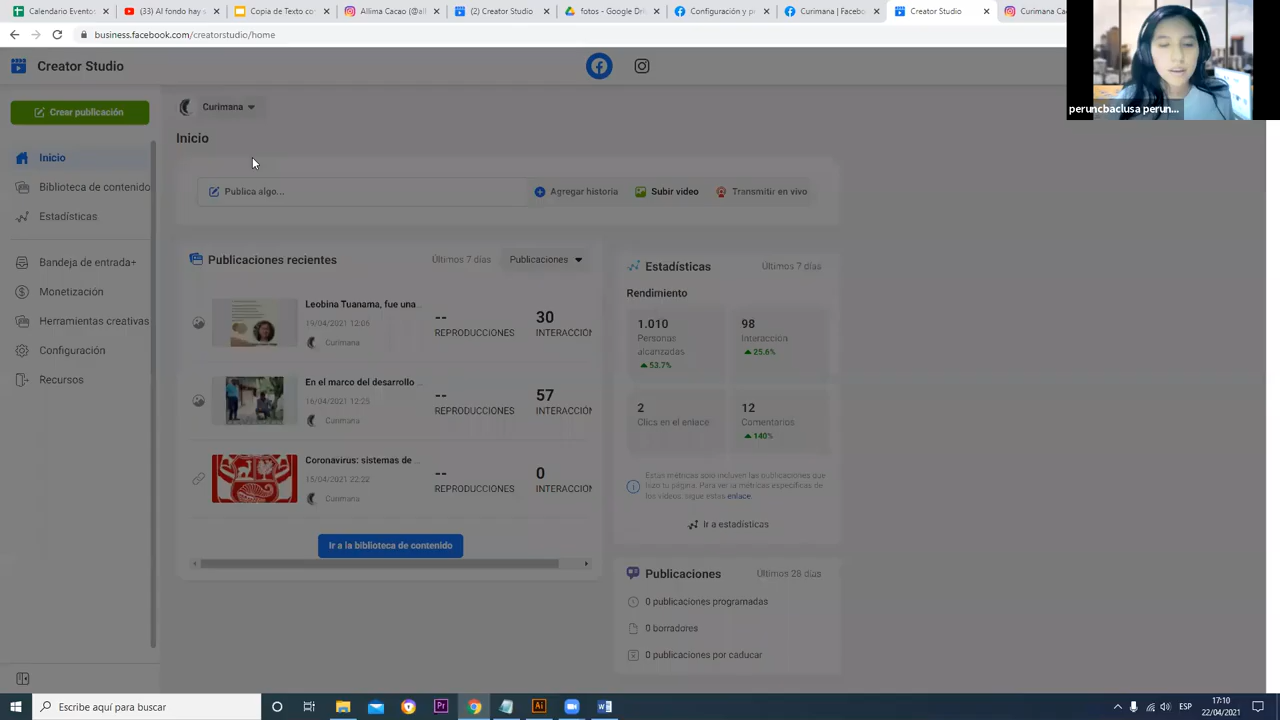 Calendario Evento
(33) Al fondo hay s
Copia de Texto co
Allima Cacao (@all
(2) Creator Studio
fotos - Google Dri
Configuración y p
Curimana | Faceb
Creator Studio
Curimana Cac
business.facebook.com/creatorstudio/home
Creator Studio
peruncbaclusa perun...
Crear publicación
Curimana
Inicio
Inicio
Biblioteca de contenido
Estadísticas
Bandeja de entrada+
Monetización
Herramientas creativas
Configuración
Recursos
Publica algo...
Agregar historia
Subir video
Transmitir en vivo
Publicaciones recientes
Últimos 7 días
Publicaciones
Leobina Tuanama, fue una...
19/04/2021 12:06
Curimana
--
REPRODUCCIONES
30
INTERACCIÓN
En el marco del desarrollo ...
16/04/2021 12:25
Curimana
--
REPRODUCCIONES
57
INTERACCIÓN
Coronavirus: sistemas de ...
15/04/2021 22:22
Curimana
--
REPRODUCCIONES
0
INTERACCIÓN
Ir a la biblioteca de contenido
Estadísticas
Últimos 7 días
Rendimiento
1.010
Personas
alcanzadas
53.7%
98
Interacción
25.6%
2
Clics en el enlace
12
Comentarios
140%
Estas métricas solo incluyen las publicaciones que
hizo tu página. Para ver la métricas específicas de
los videos, sigue estas enlace.
Ir a estadísticas
Publicaciones
Últimos 28 días
0 publicaciones programadas
0 borradores
0 publicaciones por caducar
Escribe aquí para buscar
ESP
17:10
22/04/2021